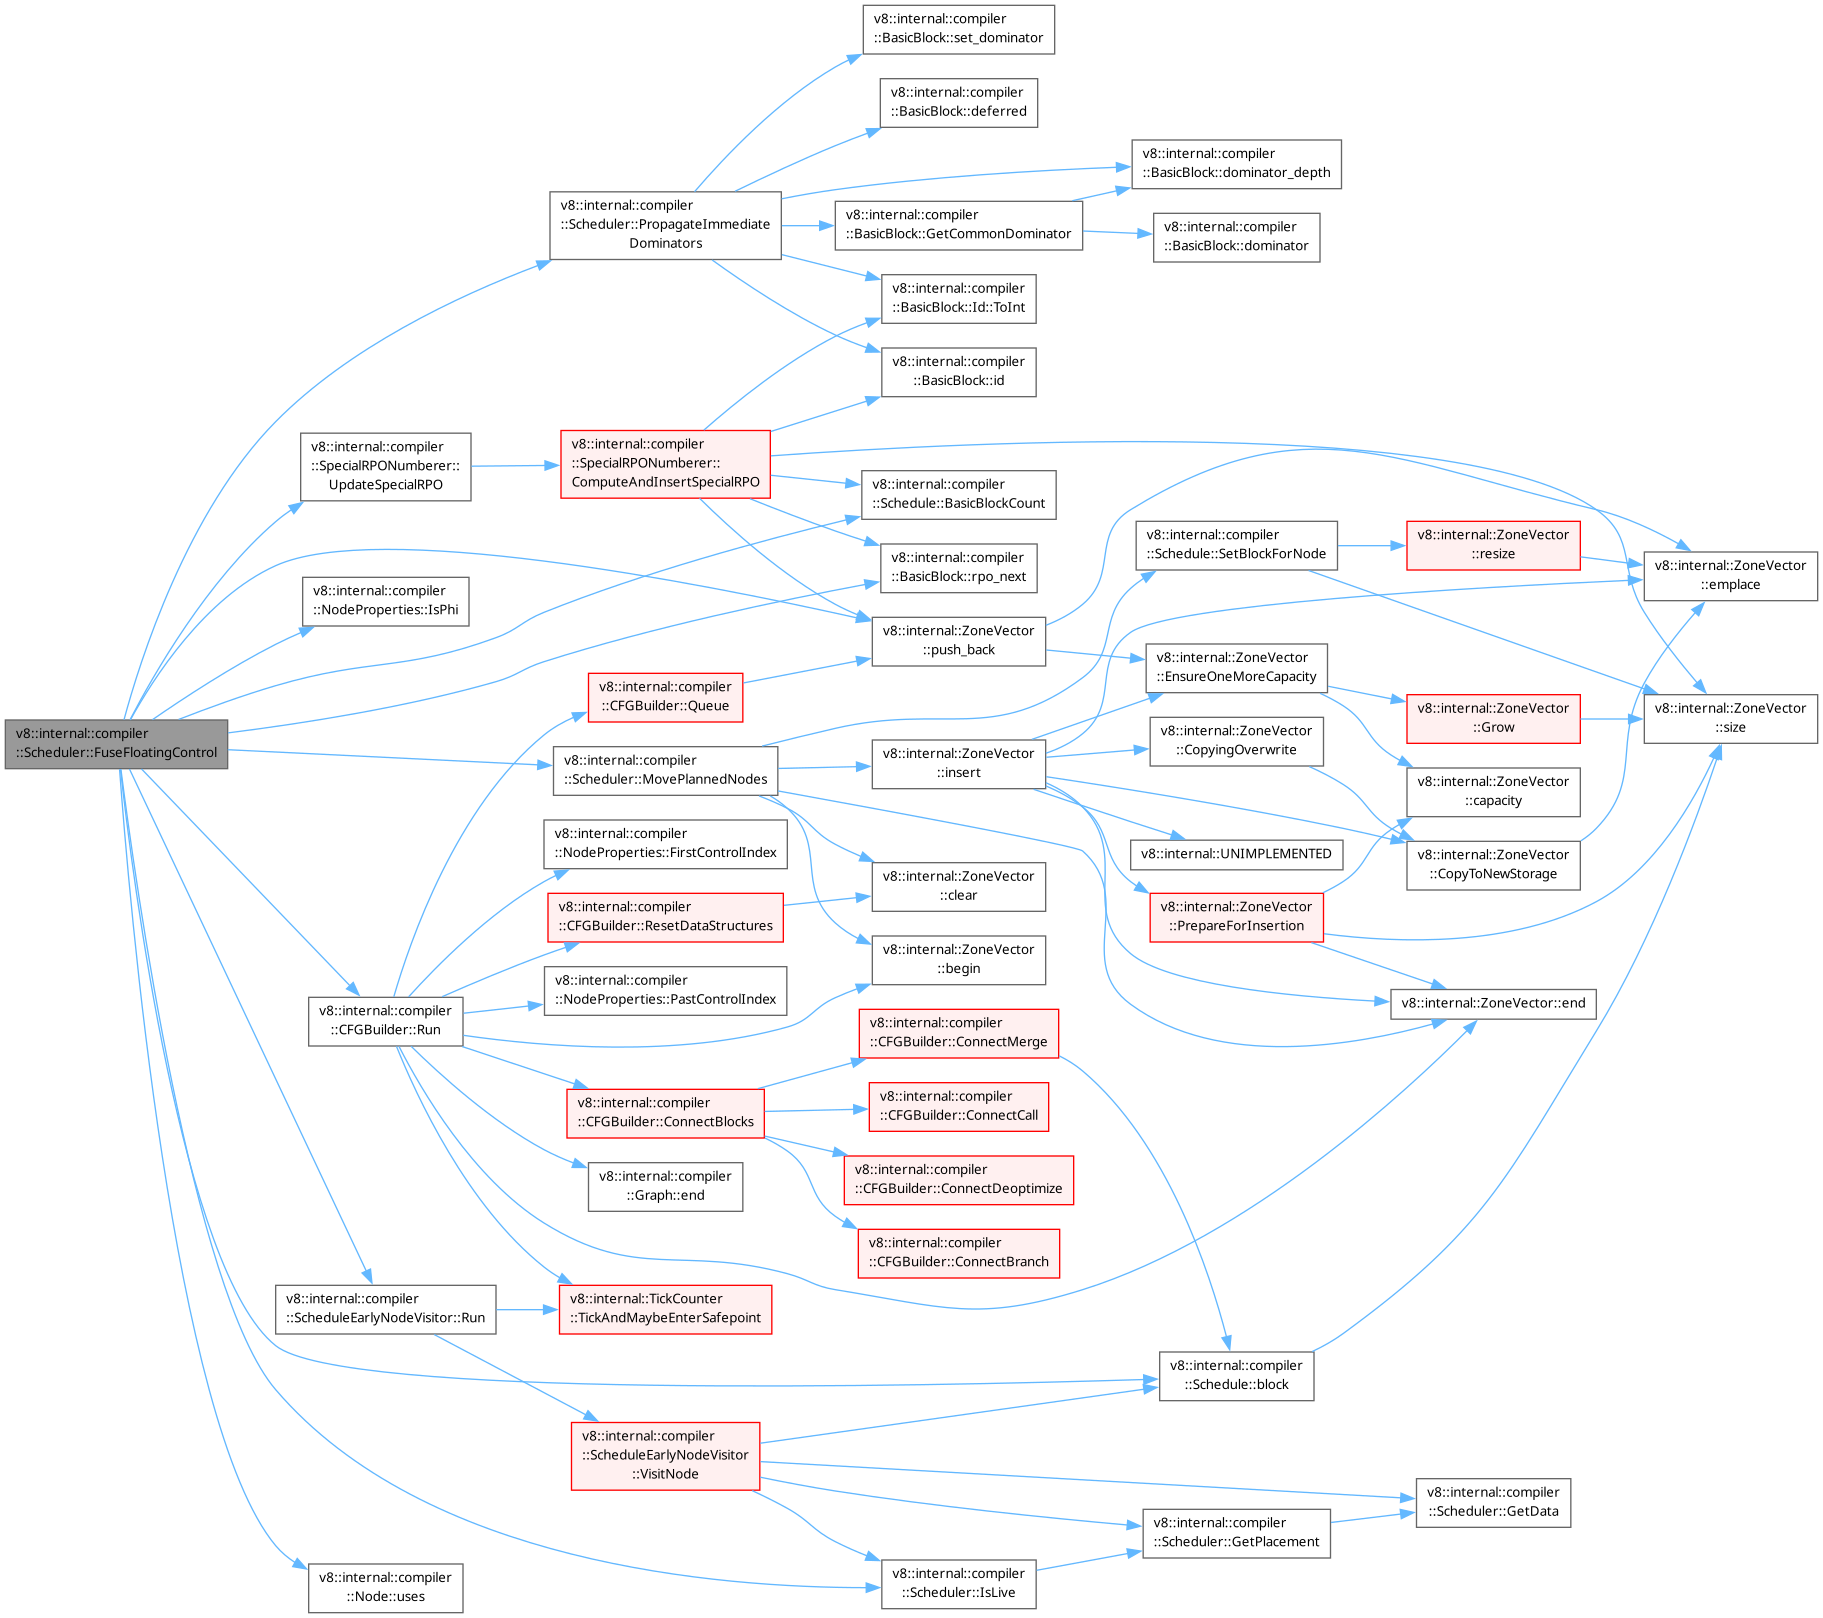 v8::internal::compiler
::BasicBlock::set_dominator
v8::internal::compiler
::BasicBlock::deferred
v8::internal::compiler
::BasicBlock::dominator_depth
v8::internal::compiler
::Scheduler::PropagateImmediate
Dominators
v8::internal::compiler
::BasicBlock::GetCommonDominator
v8::internal::compiler
::BasicBlock::dominator
v8::internal::compiler
::BasicBlock::Id::ToInt
v8::internal::compiler
::BasicBlock::id
v8::internal::compiler
::SpecialRPONumberer::
UpdateSpecialRPO
v8::internal::compiler
::SpecialRPONumberer::
ComputeAndInsertSpecialRPO
v8::internal::compiler
::Schedule::BasicBlockCount
v8::internal::compiler
::Schedule::SetBlockForNode
v8::internal::ZoneVector
::resize
v8::internal::ZoneVector
::emplace
v8::internal::compiler
::BasicBlock::rpo_next
v8::internal::compiler
::NodeProperties::IsPhi
v8::internal::ZoneVector
::push_back
v8::internal::ZoneVector
::EnsureOneMoreCapacity
v8::internal::compiler
::CFGBuilder::Queue
v8::internal::ZoneVector
::Grow
v8::internal::ZoneVector
::size
v8::internal::compiler
::Scheduler::FuseFloatingControl
v8::internal::compiler
::Scheduler::MovePlannedNodes
v8::internal::ZoneVector
::insert
v8::internal::ZoneVector
::CopyingOverwrite
v8::internal::ZoneVector
::capacity
v8::internal::compiler
::NodeProperties::FirstControlIndex
v8::internal::UNIMPLEMENTED
v8::internal::ZoneVector
::CopyToNewStorage
v8::internal::ZoneVector
::clear
v8::internal::compiler
::CFGBuilder::ResetDataStructures
v8::internal::ZoneVector
::PrepareForInsertion
v8::internal::ZoneVector
::begin
v8::internal::compiler
::NodeProperties::PastControlIndex
v8::internal::ZoneVector::end
v8::internal::compiler
::CFGBuilder::Run
v8::internal::compiler
::CFGBuilder::ConnectMerge
v8::internal::compiler
::CFGBuilder::ConnectBlocks
v8::internal::compiler
::CFGBuilder::ConnectCall
v8::internal::compiler
::CFGBuilder::ConnectDeoptimize
v8::internal::compiler
::Graph::end
v8::internal::compiler
::CFGBuilder::ConnectBranch
v8::internal::compiler
::ScheduleEarlyNodeVisitor::Run
v8::internal::TickCounter
::TickAndMaybeEnterSafepoint
v8::internal::compiler
::Schedule::block
v8::internal::compiler
::ScheduleEarlyNodeVisitor
::VisitNode
v8::internal::compiler
::Scheduler::GetData
v8::internal::compiler
::Scheduler::GetPlacement
v8::internal::compiler
::Node::uses
v8::internal::compiler
::Scheduler::IsLive